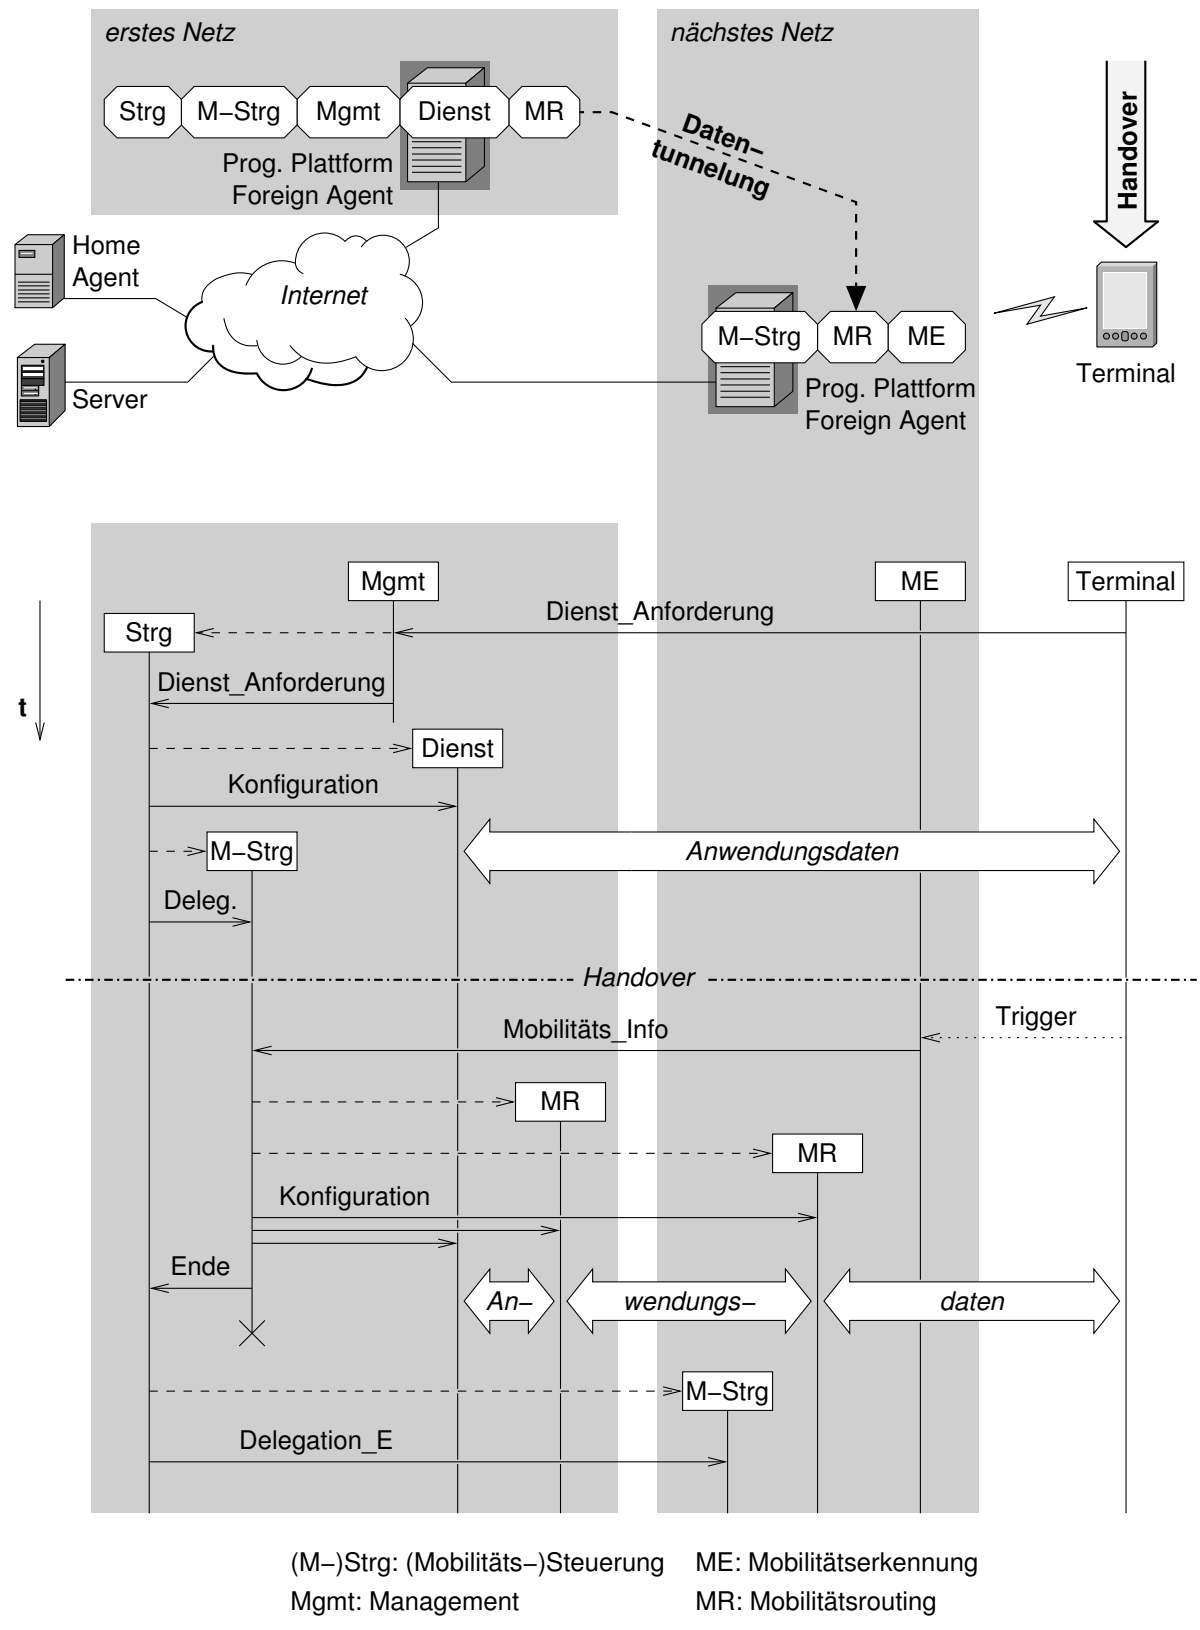 erstes Netz
nächstes Netz
Strg
M–Strg
Mgmt
Dienst
MR
Prog. Plattform
Foreign Agent
Daten–
tunnelung
Handover
Home
Agent
Internet
Server
M–Strg
MR
ME
Prog. Plattform
Foreign Agent
Terminal
Mgmt
ME
Terminal
Dienst_Anforderung
Strg
Dienst_Anforderung
t
Dienst
Konfiguration
M–Strg
Anwendungsdaten
Deleg.
Handover
Trigger
Mobilitäts_Info
MR
MR
Konfiguration
Ende
An–
wendungs–
daten
M–Strg
Delegation_E
(M–)Strg: (Mobilitäts–)Steuerung
ME: Mobilitätserkennung
Mgmt: Management
MR: Mobilitätsrouting